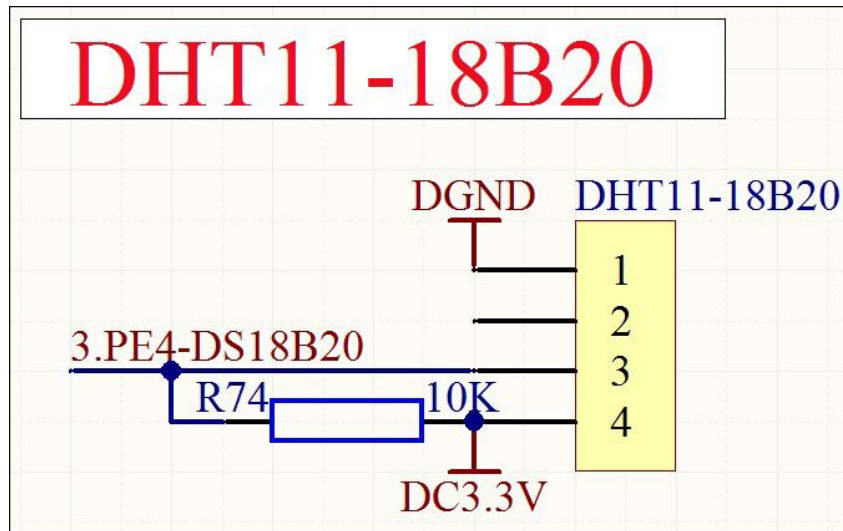 DHT11-18B20
DGND DHT11-18B20
1
2
3.PE4-DS18B20
3
R74 10K
4
DC3.3V